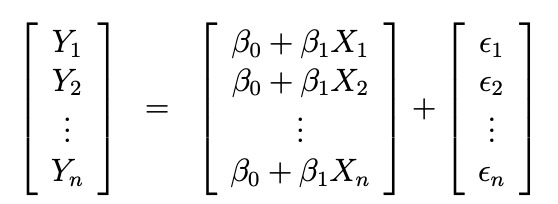 Y₁ = β₀ + β₁X₁ + ϵ₁
Y₂ β₀ + β₁X₂ ϵ₂
⋮ ⋮ ⋮
Yₙ β₀ + β₁Xₙ ϵₙ